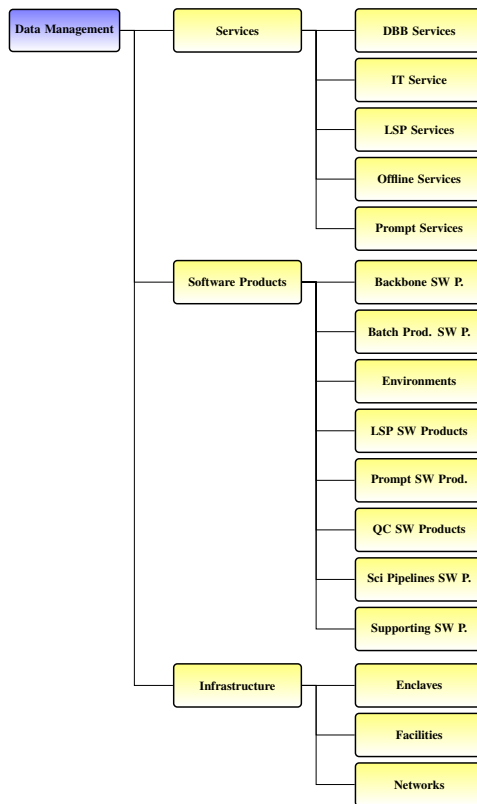 Data Management
Services
DBB Services
IT Service
LSP Services
Offline Services
Prompt Services
Software Products
Backbone SW P.
Batch Prod. SW P.
Environments
LSP SW Products
Prompt SW Prod.
QC SW Products
Sci Pipelines SW P.
Supporting SW P.
Infrastructure
Enclaves
Facilities
Networks